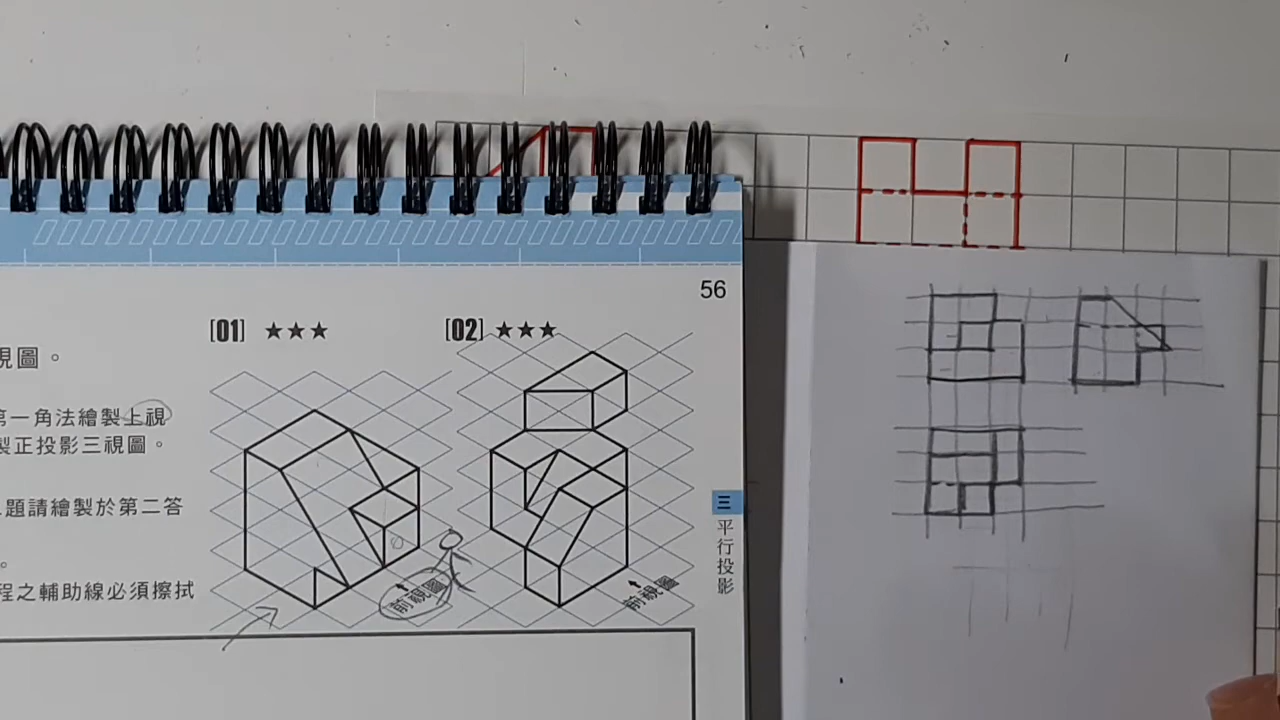 56
[01] ★★★
[02] ★★★
視圖。
第一角法繪製上視
製正投影三視圖。
題請繪製於第二答
。
程之輔助線必須擦拭
前視圖
前視圖
三
平行投影